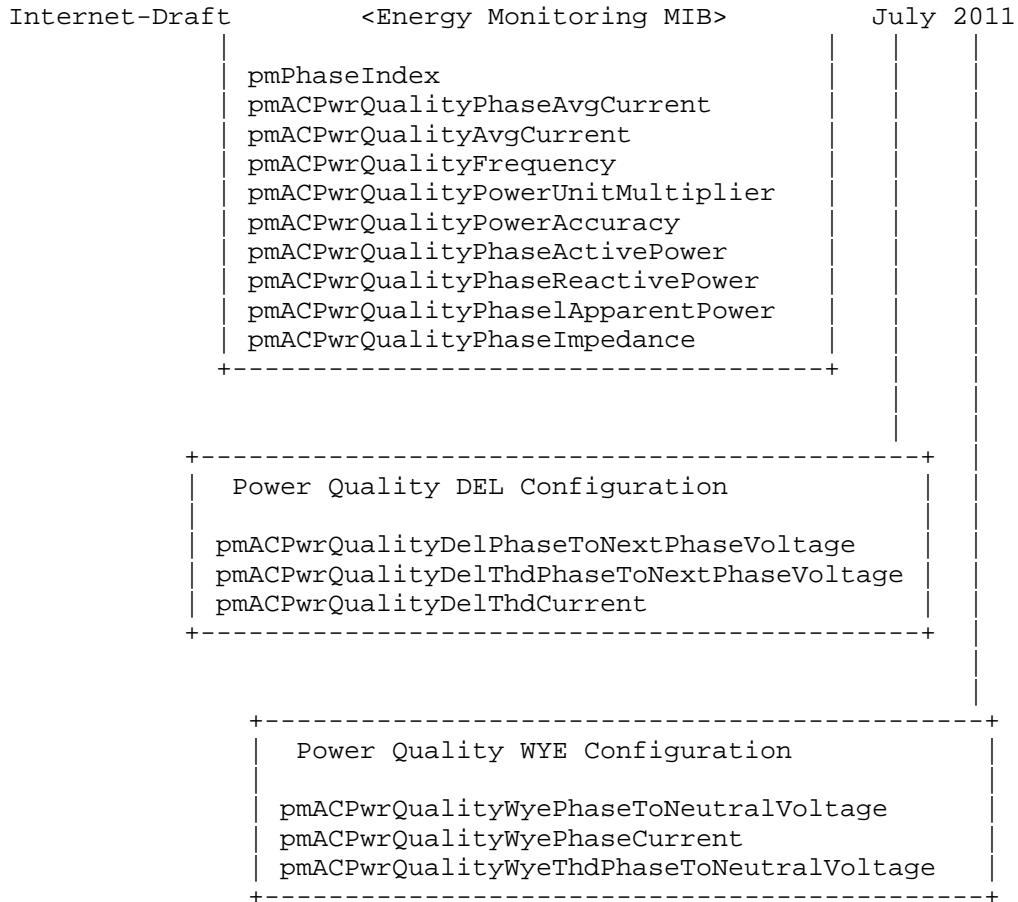 Internet-Draft <Energy Monitoring MIB> July 2011
pmPhaseIndex
pmACPwrQualityPhaseAvgCurrent
pmACPwrQualityAvgCurrent
pmACPwrQualityFrequency
pmACPwrQualityPowerUnitMultiplier
pmACPwrQualityPowerAccuracy
pmACPwrQualityPhaseActivePower
pmACPwrQualityPhaseReactivePower
pmACPwrQualityPhaselApparentPower
pmACPwrQualityPhaseImpedance
Power Quality DEL Configuration
pmACPwrQualityDelPhaseToNextPhaseVoltage
pmACPwrQualityDelThdPhaseToNextPhaseVoltage
pmACPwrQualityDelThdCurrent
Power Quality WYE Configuration
pmACPwrQualityWyePhaseToNeutralVoltage
pmACPwrQualityWyePhaseCurrent
pmACPwrQualityWyeThdPhaseToNeutralVoltage